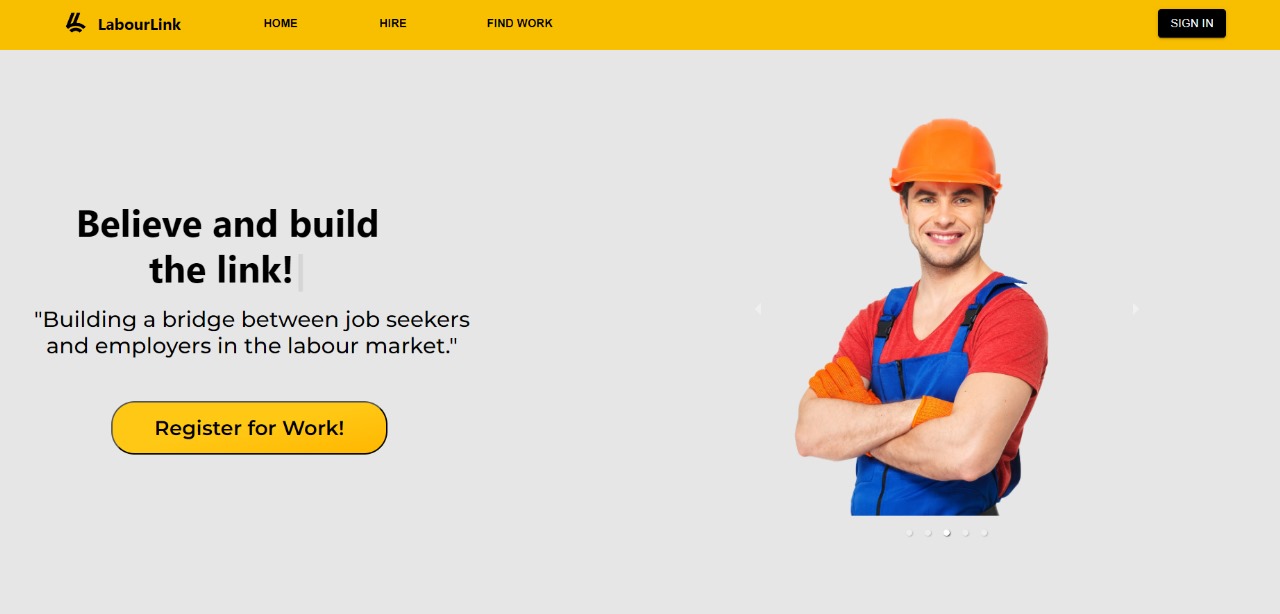 LabourLink
HOME
HIRE
FIND WORK
SIGN IN
Believe and build
the link!
"Building a bridge between job seekers
and employers in the labour market."
Register for Work!